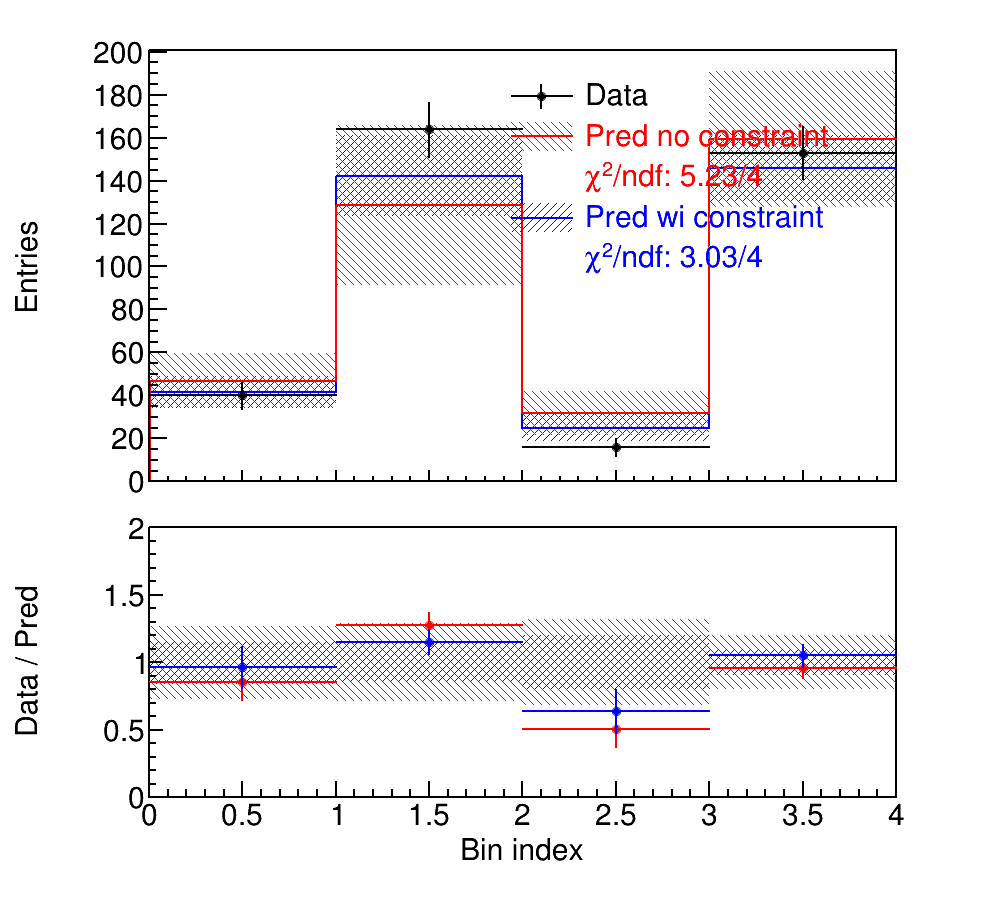 200
180
160
140
120
100
80
60
40
20
0
Entries
Data
Pred no constraint
χ²/ndf: 5.23/4
Pred wi constraint
χ²/ndf: 3.03/4
2
1.5
1
0.5
0
Data / Pred
0 0.5 1 1.5 2 2.5 3 3.5 4
Bin index